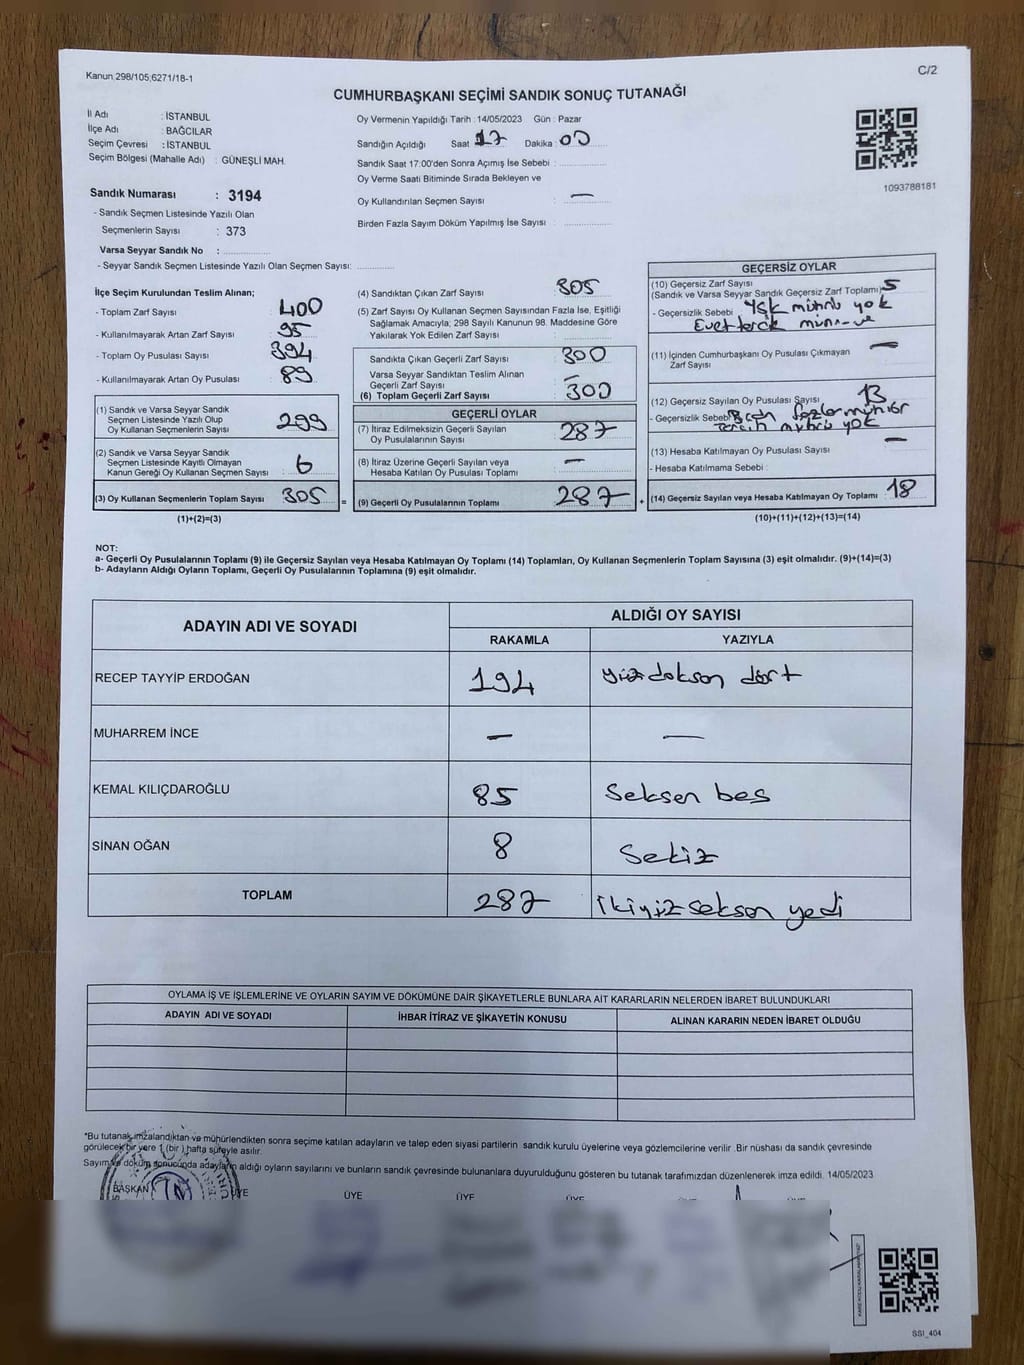 Kanun 298/105;6271/18-1
C/2
CUMHURBAŞKANI SEÇİMİ SANDIK SONUÇ TUTANAĞI
İl Adı : İSTANBUL
İlçe Adı : BAĞCILAR
Seçim Çevresi : İSTANBUL
Seçim Bölgesi (Mahalle Adı) : GÜNEŞLİ MAH.
Sandık Numarası : 3194
- Sandık Seçmen Listesinde Yazılı Olan
Seçmenlerin Sayısı : 373
Varsa Seyyar Sandık No :
- Seyyar Sandık Seçmen Listesinde Yazılı Olan Seçmen Sayısı:
Oy Vermenin Yapıldığı Tarih : 14/05/2023 Gün : Pazar
Sandığın Açıldığı Saat 17 Dakika : 00
Sandık Saat 17:00'den Sonra Açımış İse Sebebi :
Oy Verme Saati Bitiminde Sırada Bekleyen ve
Oy Kullandırılan Seçmen Sayısı : —
Birden Fazla Sayım Döküm Yapılmış İse Sayısı :
1093788181
İlçe Seçim Kurulundan Teslim Alınan;
- Toplam Zarf Sayısı : 400
- Kullanılmayarak Artan Zarf Sayısı : 95
- Toplam Oy Pusulası Sayısı : 394
- Kullanılmayarak Artan Oy Pusulası : 89
(1) Sandık ve Varsa Seyyar Sandık
Seçmen Listesinde Yazılı Olup
Oy Kullanan Seçmenlerin Sayısı : 299
(2) Sandık ve Varsa Seyyar Sandık
Seçmen Listesinde Kayıtlı Olmayan
Kanun Gereği Oy Kullanan Seçmen Sayısı : 6
(3) Oy Kullanan Seçmenlerin Toplam Sayısı : 305 =
(1)+(2)=(3)
(4) Sandıktan Çıkan Zarf Sayısı : 305
(5) Zarf Sayısı Oy Kullanan Seçmen Sayısından Fazla İse, Eşitliği
Sağlamak Amacıyla; 298 Sayılı Kanunun 98. Maddesine Göre
Yakılarak Yok Edilen Zarf Sayısı :
Sandıkta Çıkan Geçerli Zarf Sayısı : 300
Varsa Seyyar Sandıktan Teslim Alınan
Geçerli Zarf Sayısı : —
(6) Toplam Geçerli Zarf Sayısı : 300
GEÇERLİ OYLAR
(7) İtiraz Edilmeksizin Geçerli Sayılan
Oy Pusulalarının Sayısı : 287
(8) İtiraz Üzerine Geçerli Sayılan veya
Hesaba Katılan Oy Pusulası Toplamı : —
(9) Geçerli Oy Pusulalarının Toplamı : 287 +
GEÇERSİZ OYLAR
(10) Geçersiz Zarf Sayısı
(Sandık ve Varsa Seyyar Sandık Geçersiz Zarf Toplamı) : 5
- Geçersizlik Sebebi : YSK mührü yok
Evet tercih mührü ve
(11) İçinden Cumhurbaşkanı Oy Pusulası Çıkmayan
Zarf Sayısı : —
(12) Geçersiz Sayılan Oy Pusulası Sayısı : 13
- Geçersizlik Sebebi fazla mühür
tercih mührü yok
(13) Hesaba Katılmayan Oy Pusulası Sayısı : —
- Hesaba Katılmama Sebebi :
(14) Geçersiz Sayılan veya Hesaba Katılmayan Oy Toplamı : 18
(10)+(11)+(12)+(13)=(14)
NOT:
a- Geçerli Oy Pusulalarının Toplamı (9) ile Geçersiz Sayılan veya Hesaba Katılmayan Oy Toplamı (14) Toplamları, Oy Kullanan Seçmenlerin Toplam Sayısına (3) eşit olmalıdır. (9)+(14)=(3)
b- Adayların Aldığı Oyların Toplamı, Geçerli Oy Pusulalarının Toplamına (9) eşit olmalıdır.
ADAYIN ADI VE SOYADI
ALDIĞI OY SAYISI
RAKAMLA YAZIYLA
RECEP TAYYİP ERDOĞAN 194 yüzdoksan dört
MUHARREM İNCE — —
KEMAL KILIÇDAROĞLU 85 Seksen beş
SİNAN OĞAN 8 Sekiz
TOPLAM 287 ikiyüz seksen yedi
OYLAMA İŞ VE İŞLEMLERİNE VE OYLARIN SAYIM VE DÖKÜMÜNE DAİR ŞİKAYETLERLE BUNLARA AİT KARARLARIN NELERDEN İBARET BULUNDUKLARI
ADAYIN ADI VE SOYADI İHBAR İTİRAZ VE ŞİKAYETİN KONUSU ALINAN KARARIN NEDEN İBARET OLDUĞU
*Bu tutanak imzalandıktan ve mühürlendikten sonra seçime katılan adayların ve talep eden siyasi partilerin sandık kurulu üyelerine veya gözlemcilerine verilir. Bir nüshası da sandık çevresinde
görülecek bir yere 1 (bir) hafta süreyle asılır.
Sayım ve döküm sonucunda adayların aldığı oyların sayılarını ve bunların sandık çevresinde bulunanlara duyurulduğunu gösteren bu tutanak tarafımızdan düzenlenerek imza edildi. 14/05/2023
BAŞKAN ÜYE ÜYE ÜYE ÜYE ÜYE ÜYE
SSI_404